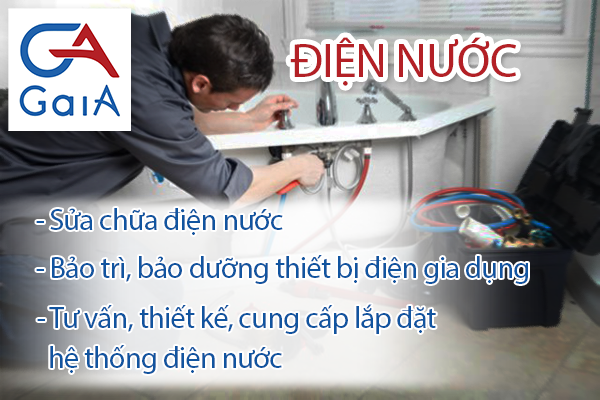 GaiA
ĐIỆN NƯỚC
- Sửa chữa điện nước
- Bảo trì, bảo dưỡng thiết bị điện gia dụng
- Tư vấn, thiết kế, cung cấp lắp đặt
hệ thống điện nước